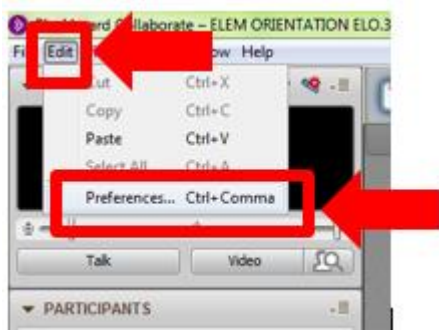 ard Collaborate – ELEM ORIENTATION ELO.3
Edit Help
Cut Ctrl+X
Copy Ctrl+C
Paste Ctrl+V
Select All Ctrl+A
Preferences... Ctrl+Comma
Talk Video
PARTICIPANTS